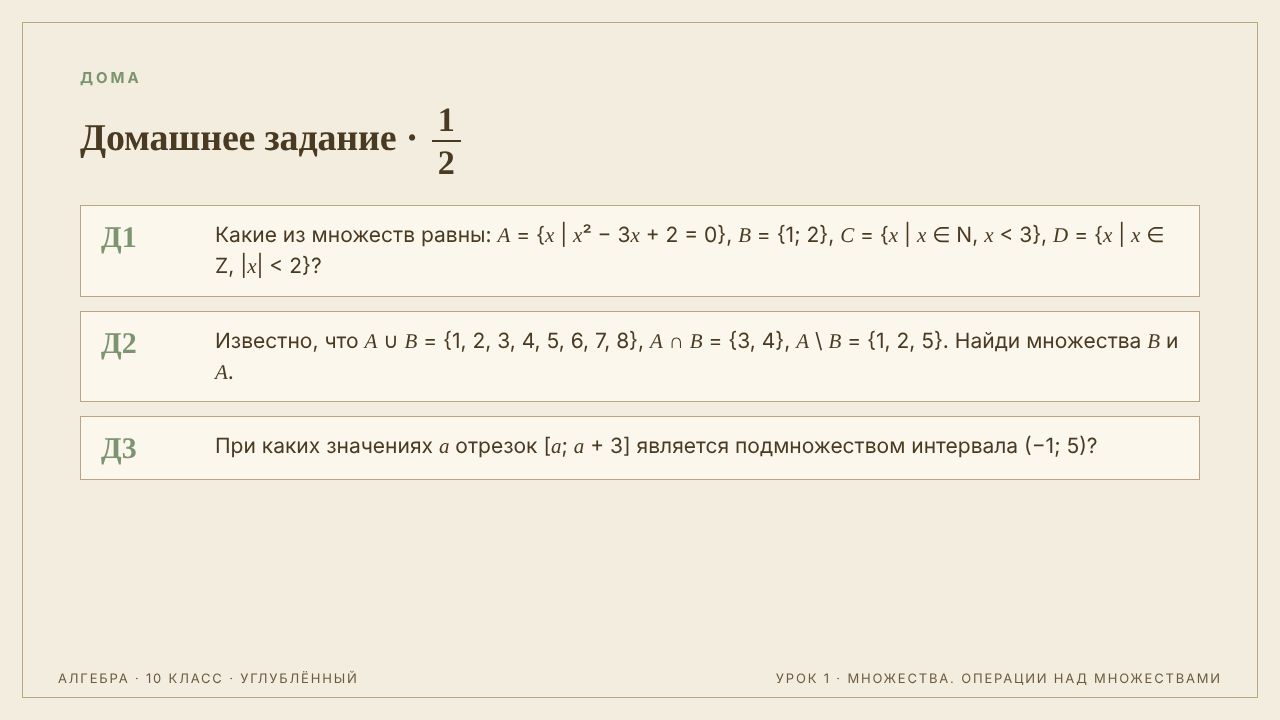 ДОМА
Домашнее задание · 1/2
Д1
Какие из множеств равны: A = {x | x² − 3x + 2 = 0}, B = {1; 2}, C = {x | x ∈ N, x < 3}, D = {x | x ∈
Z, |x| < 2}?
Д2
Известно, что A ∪ B = {1, 2, 3, 4, 5, 6, 7, 8}, A ∩ B = {3, 4}, A \ B = {1, 2, 5}. Найди множества B и
A.
Д3
При каких значениях a отрезок [a; a + 3] является подмножеством интервала (−1; 5)?
АЛГЕБРА · 10 КЛАСС · УГЛУБЛЁННЫЙ
УРОК 1 · МНОЖЕСТВА. ОПЕРАЦИИ НАД МНОЖЕСТВАМИ